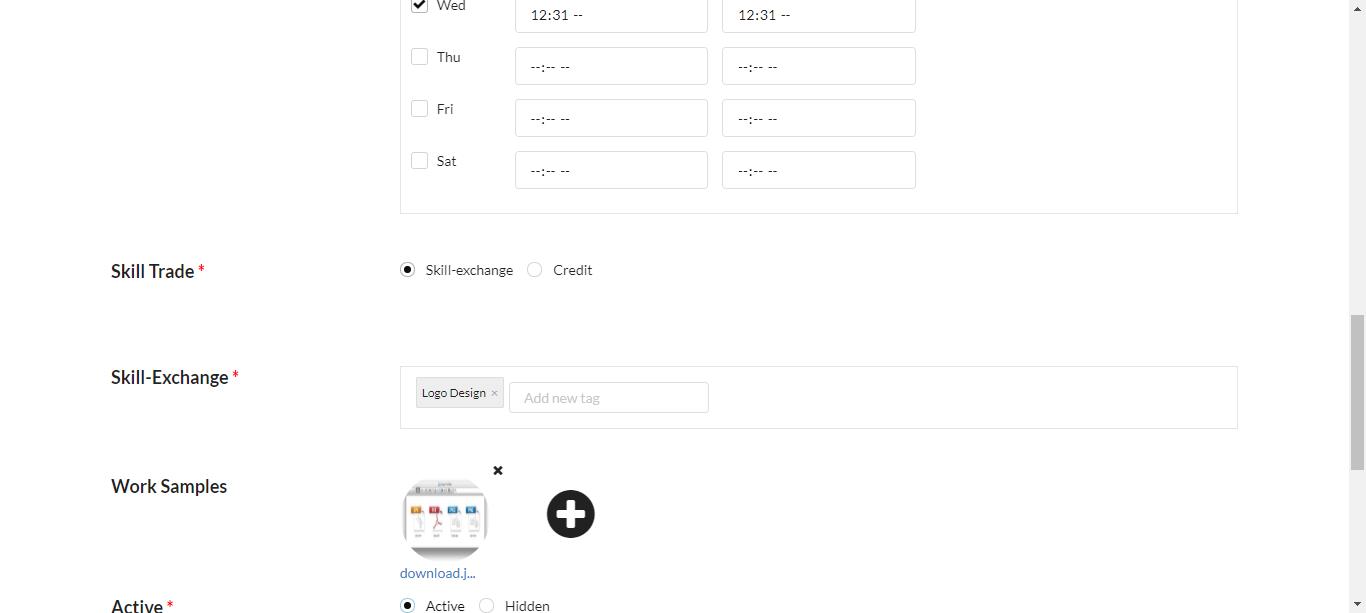 Wed 12:31 -- 12:31 --
Thu --:-- -- --:-- --
Fri --:-- -- --:-- --
Sat --:-- -- --:-- --
Skill Trade * Skill-exchange Credit
Skill-Exchange * Logo Design × Add new tag
Work Samples
download.j...
Active * Active Hidden